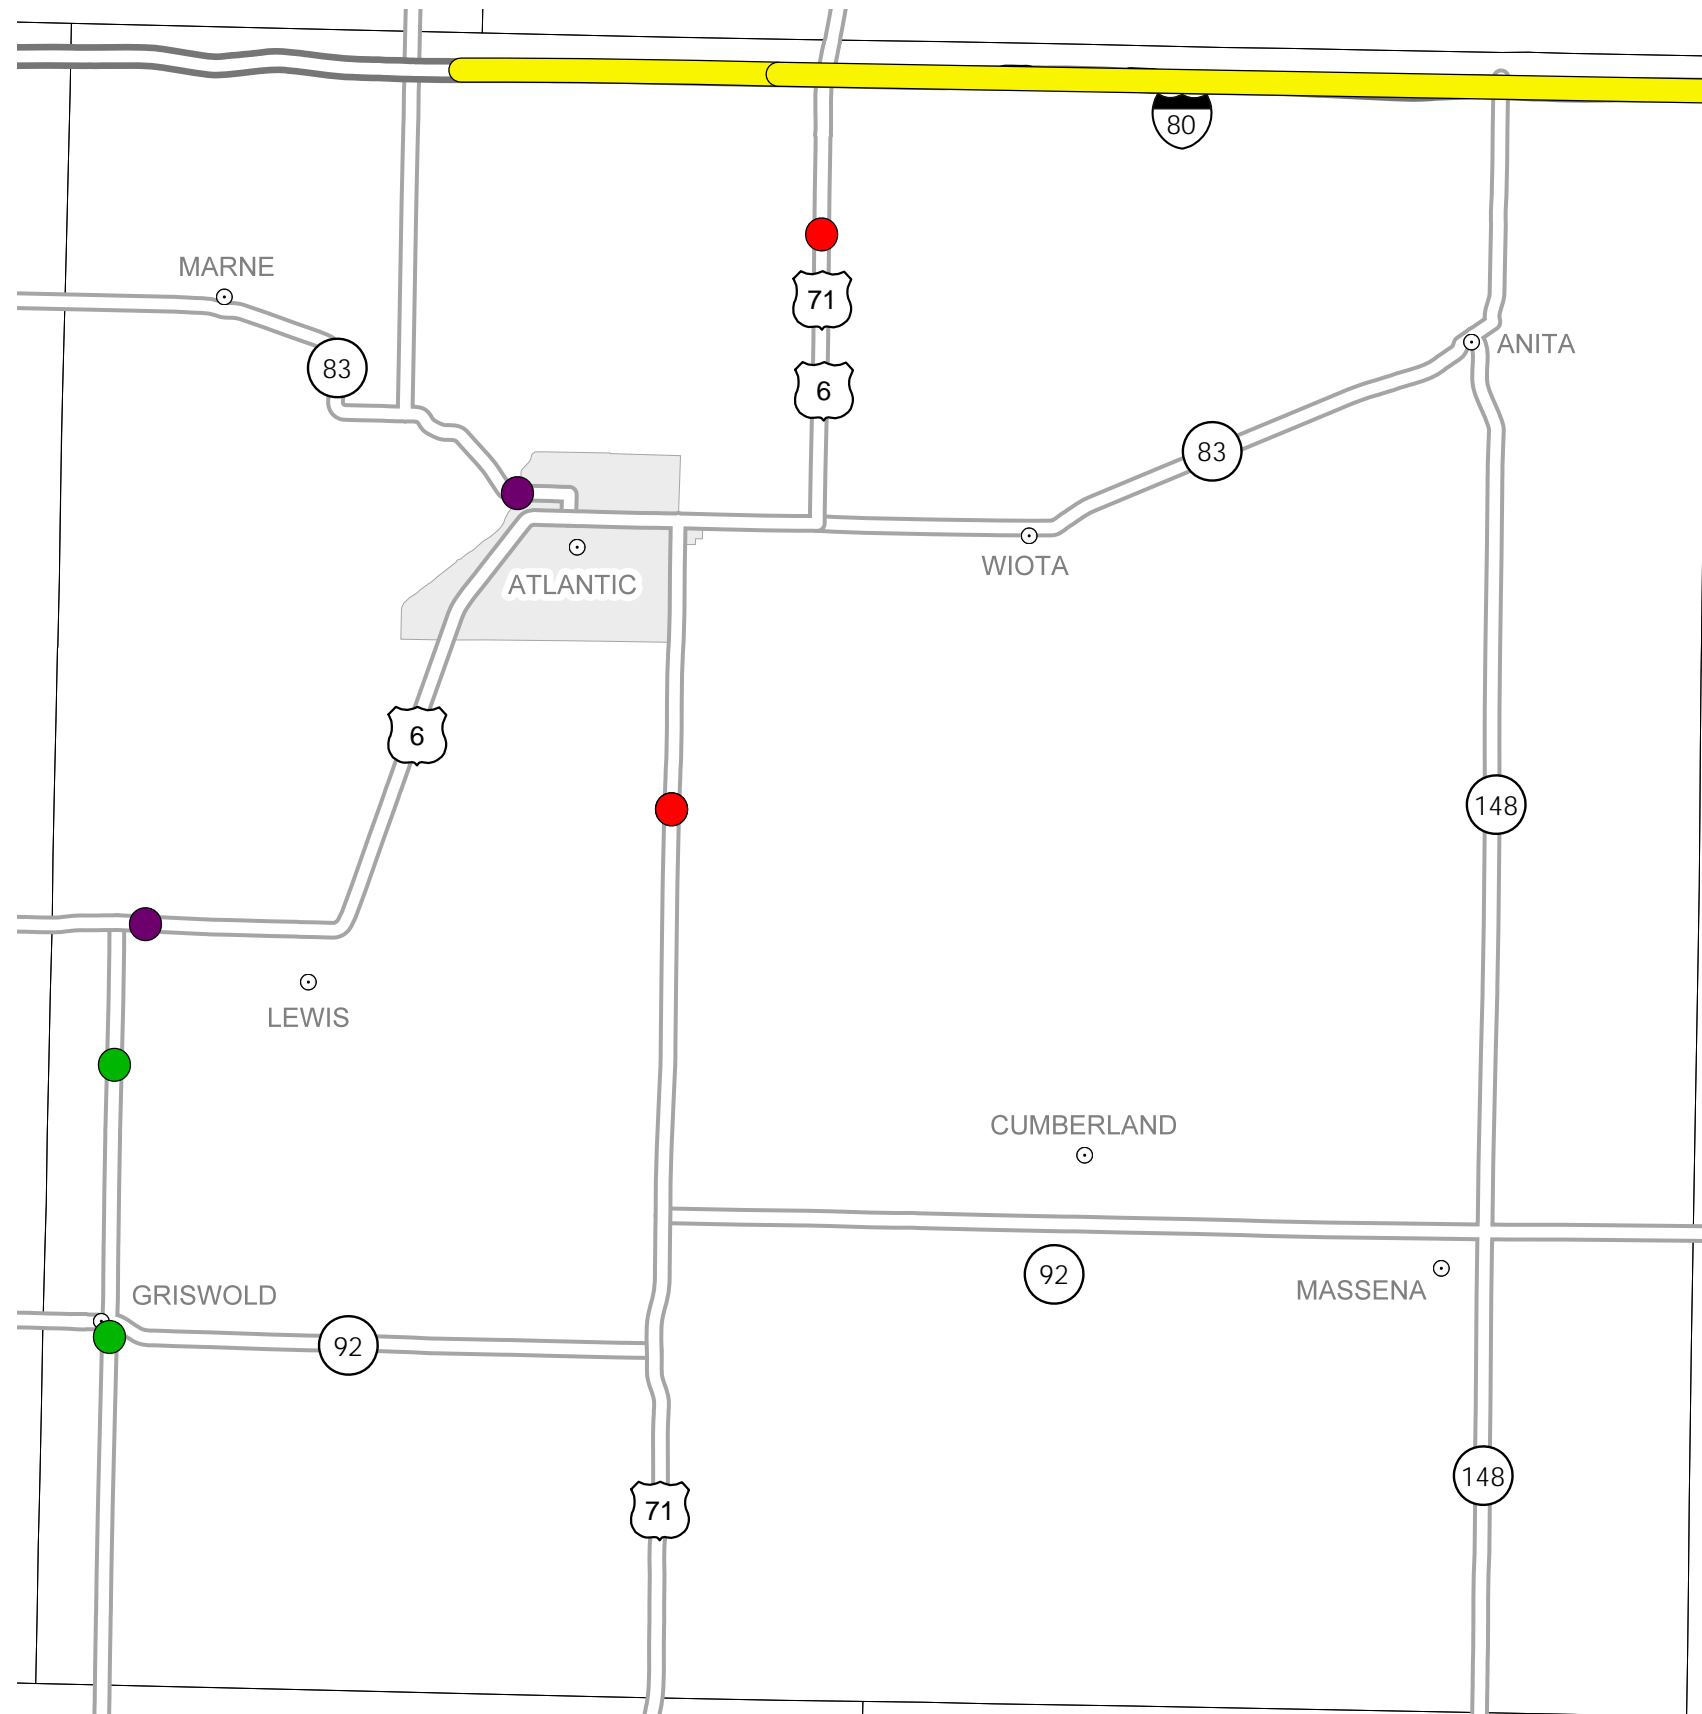 80
MARNE
71
83
ANITA
6
83
WIOTA
ATLANTIC
6
148
LEWIS
CUMBERLAND
92
MASSENA
GRISWOLD
92
148
71